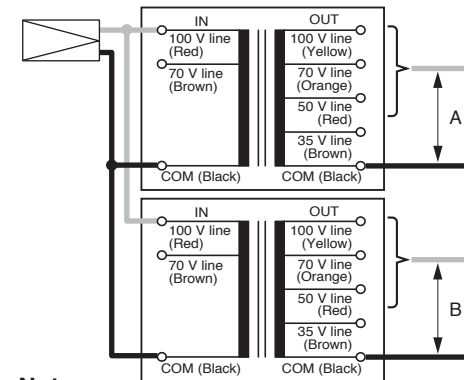 IN OUT
100 V line 100 V line
(Red) (Yellow)
70 V line 70 V line
(Brown) (Orange)
50 V line
(Red)
35 V line
(Brown)
COM (Black) COM (Black)
A
IN OUT
100 V line 100 V line
(Red) (Yellow)
70 V line 70 V line
(Brown) (Orange)
50 V line
(Red)
35 V line
(Brown)
COM (Black) COM (Black)
B